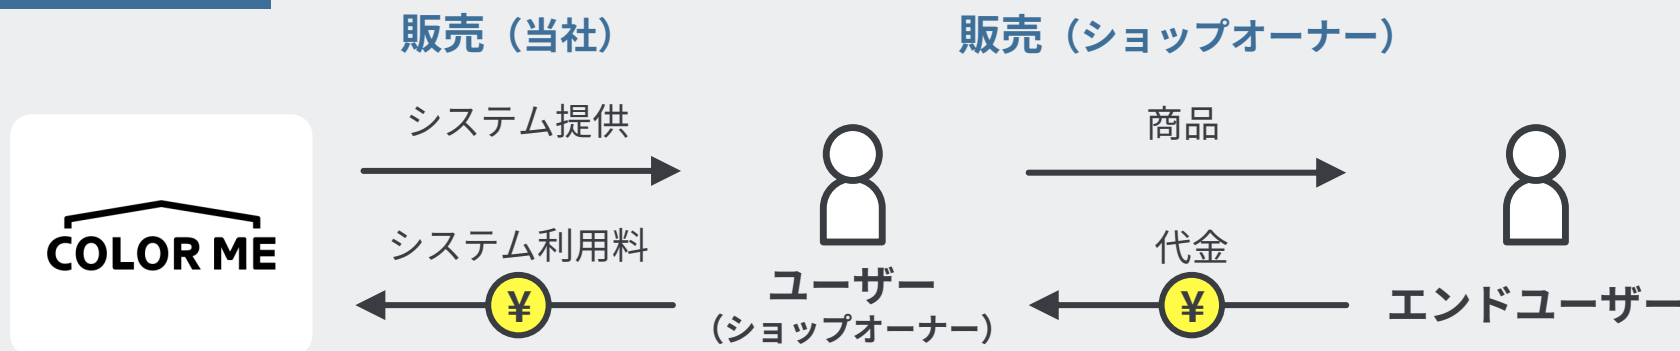 販売（当社）
販売（ショップオーナー）
システム提供
商品
COLOR ME
システム利用料
代金
¥
¥
ユーザー
（ショップオーナー）
エンドユーザー